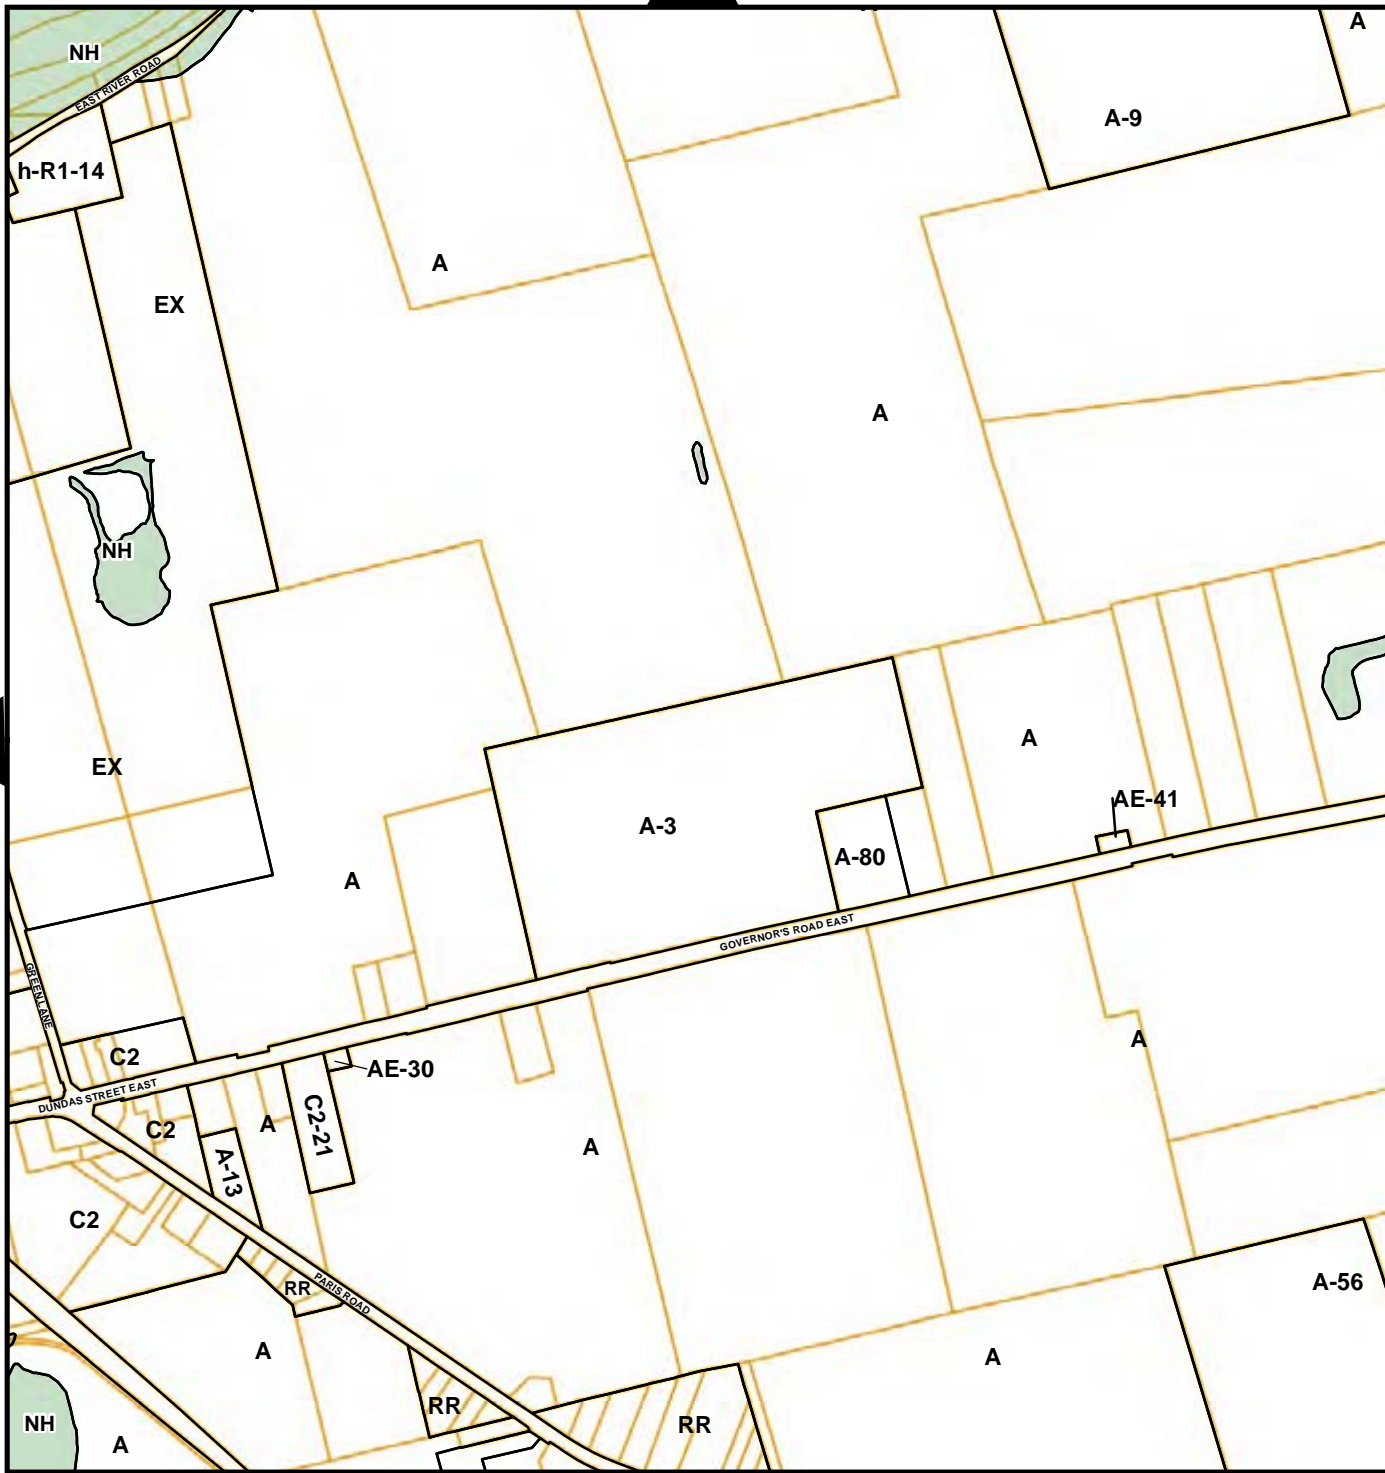 A
NH
EAST RIVER ROAD
A-9
h-R1-14
A
EX
A
NH
A
EX
AE-41
A-3
A-80
A
GOVERNOR'S ROAD EAST
GREEN LANE
A
C2
AE-30
DUNDAS STREET EAST
C2-21
A
C2
A
A-13
C2
A-56
RR
PARIS ROAD
A
A
RR
RR
NH
A